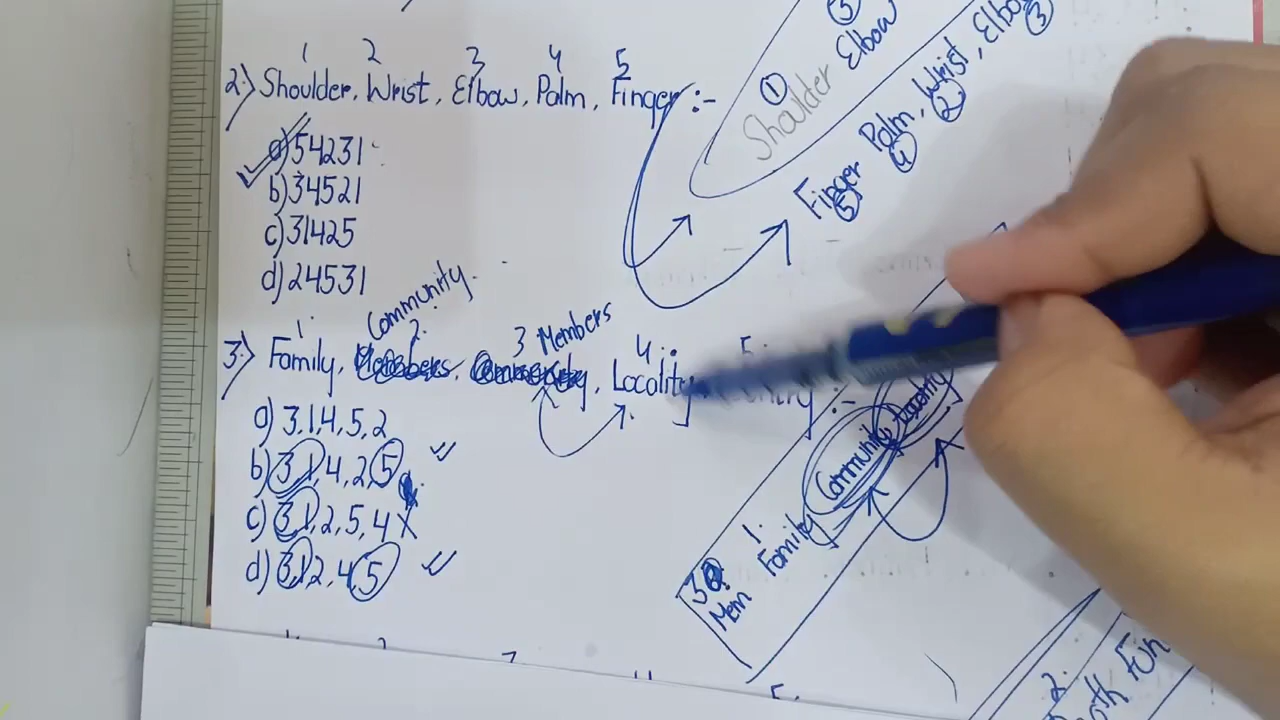 1 2 3 4 5
2.) Shoulder, Wrist, Elbow, Palm, Finger :-
a) 54231
b) 34521
c) 31425
d) 24531
① Shoulder Elbow ③
Finger Palm, Wrist, Elbow
⑤ ④ ② ③
Community Members
1 2 3 4 5
3.) Family, Locality :-
a) 3,1,4,5,2
b) 3,1,4,2,5
c) 3,1,2,5,4 X
d) 3,1,2,4,5
1
Mem Family Community Locality
2.